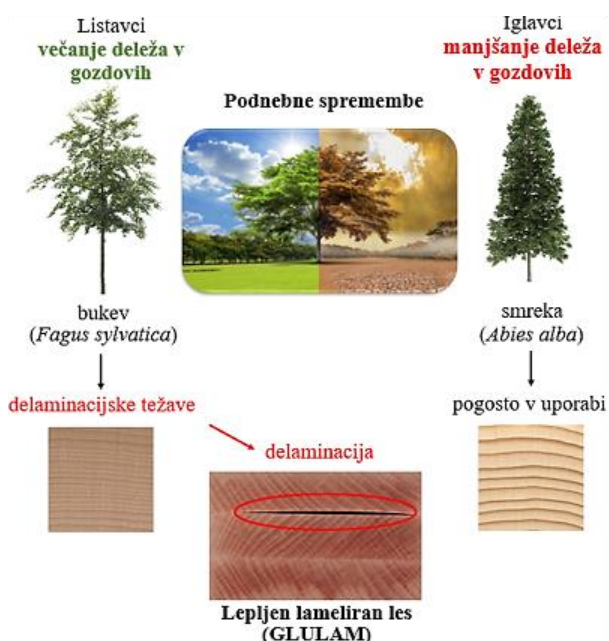 Listavci
večanje deleža v
gozdovih
Iglavci
manjšanje deleža
v gozdovih
Podnebne spremembe
bukev
(Fagus sylvatica)
smreka
(Abies alba)
delaminacijske težave
pogosto v uporabi
delaminacija
Lepljen lameliran les
(GLULAM)